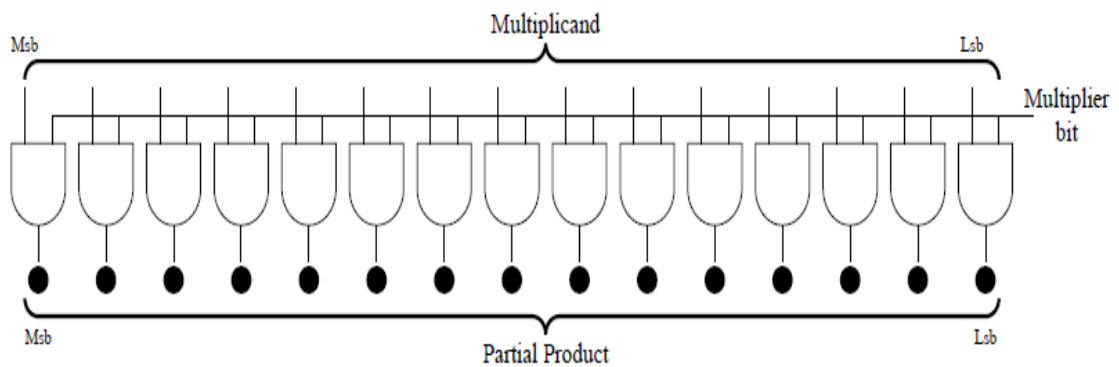 Multiplicand
Msb
Lsb
Multiplier
bit
Msb
Lsb
Partial Product